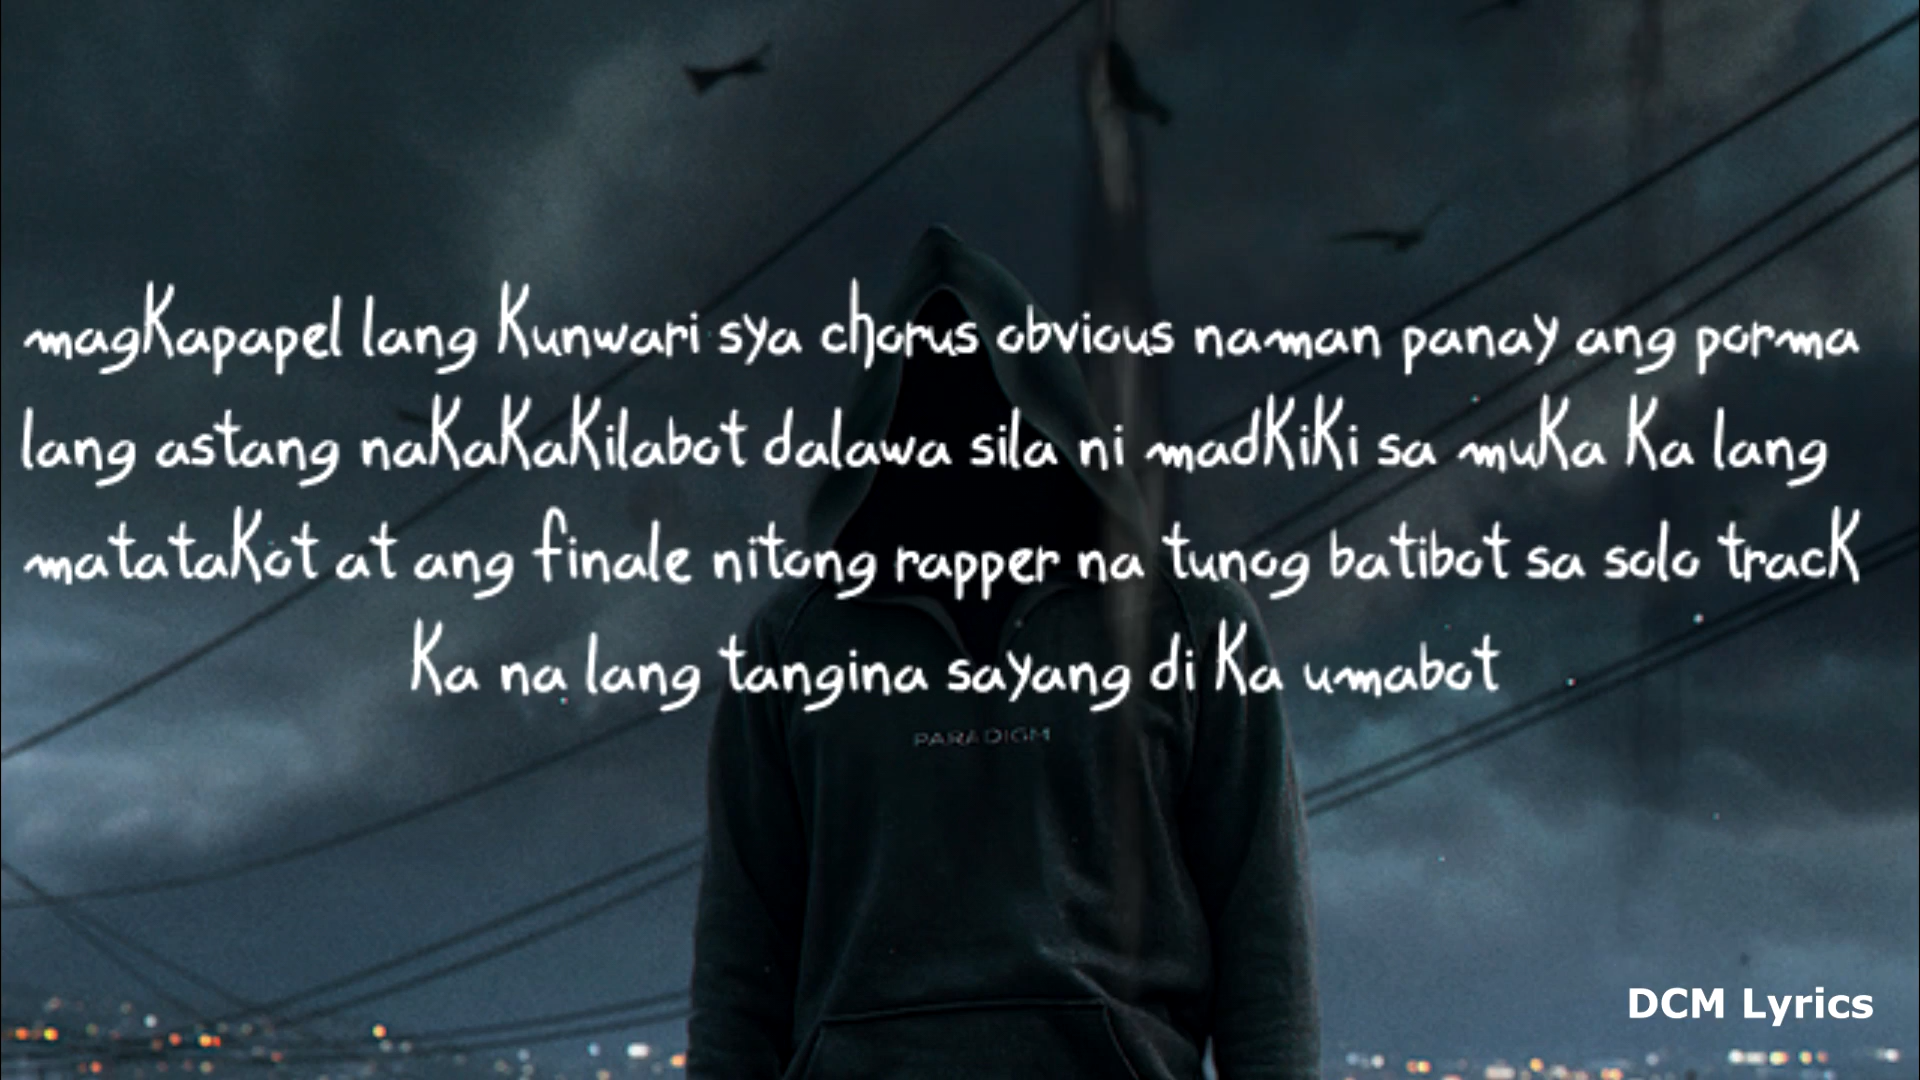 magkapapel lang kunwari sya chorus obvious naman panay ang porma
lang astang nakakakilabot dalawa sila ni madkiki sa muka ka lang
matatakot at ang finale nitong rapper na tunog batibot sa solo track
ka na lang tangina sayang di ka umabot
PARADIGM
DCM Lyrics